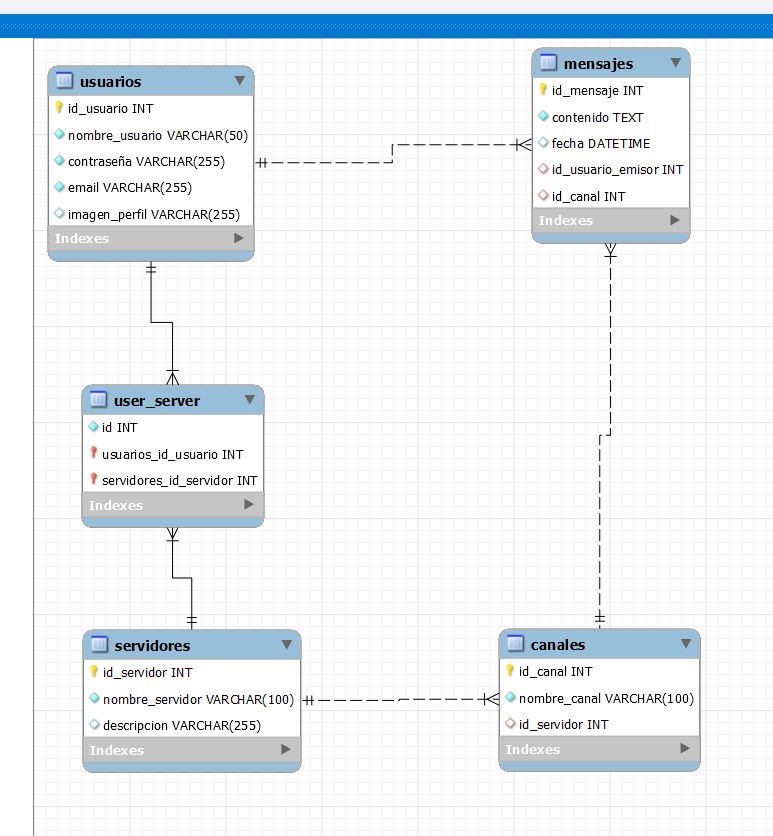 usuarios
id_usuario INT
nombre_usuario VARCHAR(50)
contraseña VARCHAR(255)
email VARCHAR(255)
imagen_perfil VARCHAR(255)
Indexes
mensajes
id_mensaje INT
contenido TEXT
fecha DATETIME
id_usuario_emisor INT
id_canal INT
Indexes
user_server
id INT
usuarios_id_usuario INT
servidores_id_servidor INT
Indexes
servidores
id_servidor INT
nombre_servidor VARCHAR(100)
descripcion VARCHAR(255)
Indexes
canales
id_canal INT
nombre_canal VARCHAR(100)
id_servidor INT
Indexes